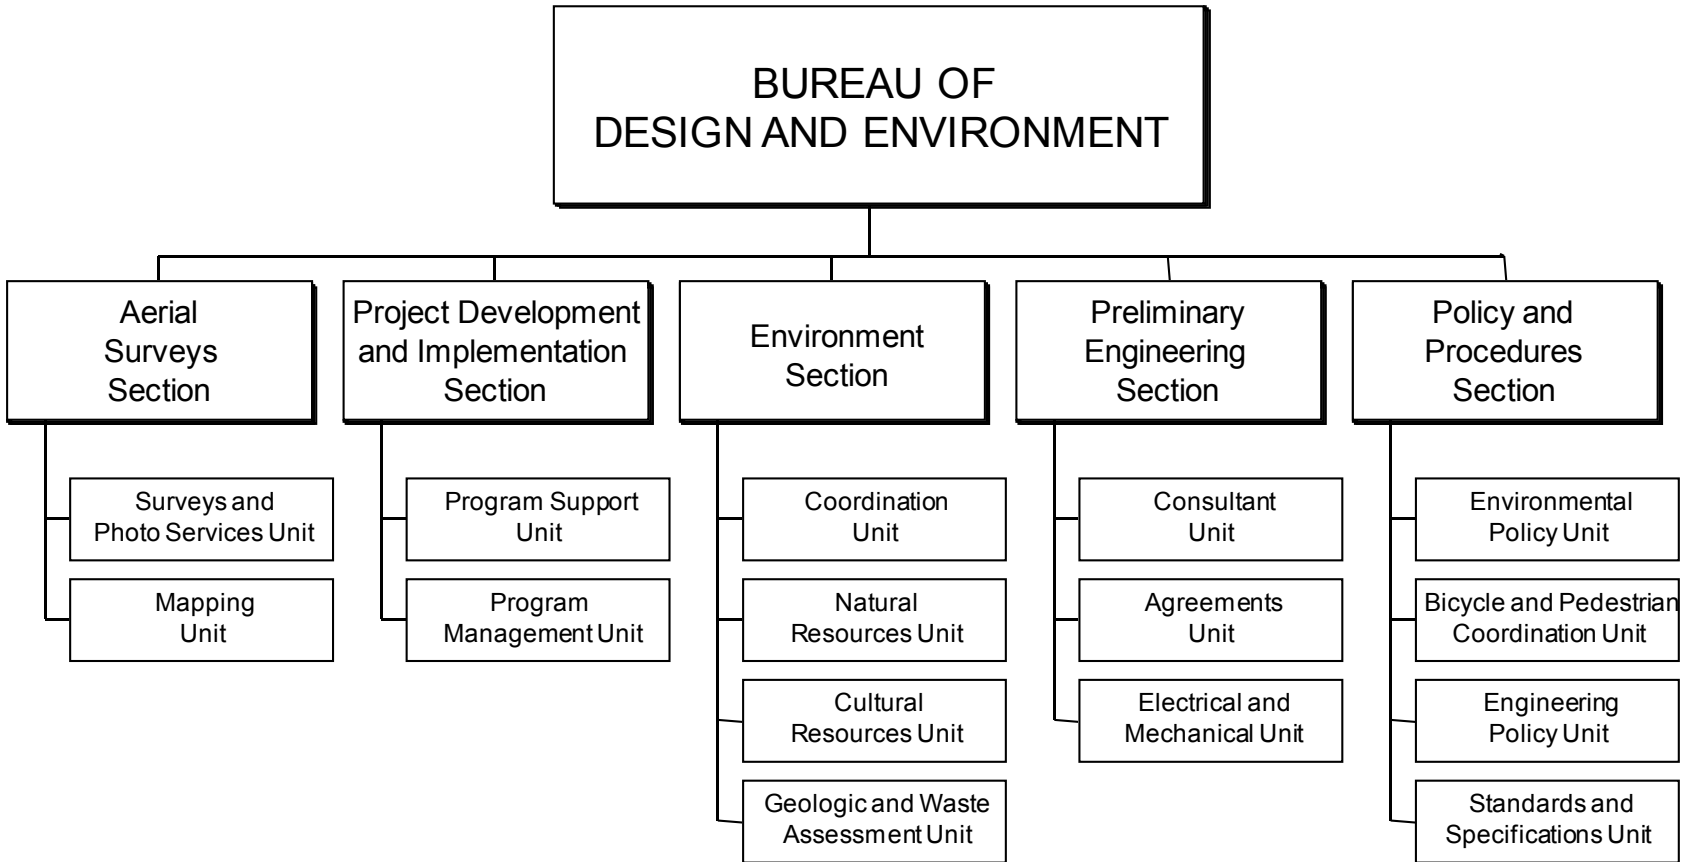 BUREAU OF
DESIGN AND ENVIRONMENT
Aerial
Surveys
Section
Project Development
and Implementation
Section
Environment
Section
Preliminary
Engineering
Section
Policy and
Procedures
Section
Surveys and
Photo Services Unit
Mapping
Unit
Program Support
Unit
Program
Management Unit
Coordination
Unit
Natural
Resources Unit
Cultural
Resources Unit
Geologic and Waste
Assessment Unit
Consultant
Unit
Agreements
Unit
Electrical and
Mechanical Unit
Environmental
Policy Unit
Bicycle and Pedestrian
Coordination Unit
Engineering
Policy Unit
Standards and
Specifications Unit